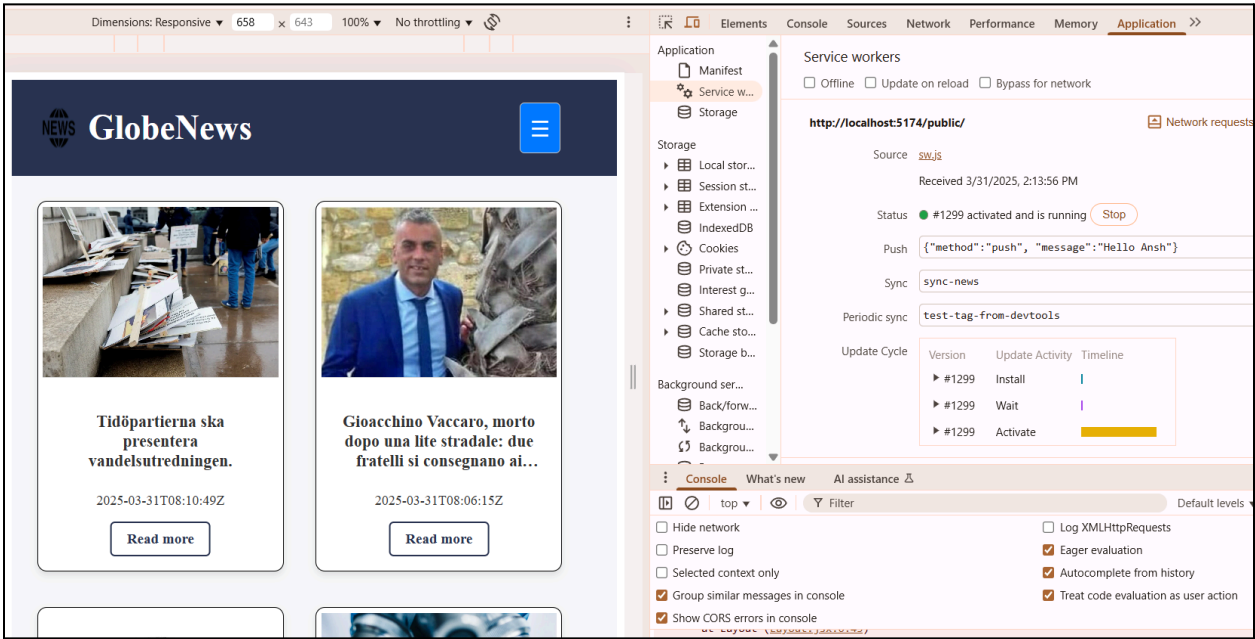 Dimensions: Responsive ▼ 658 × 643 100% ▼ No throttling ▼
NEWS GlobeNews
Tidöpartierna ska
presentera
vandelsutredningen.
2025-03-31T08:10:49Z
Read more
Gioacchino Vaccaro, morto
dopo una lite stradale: due
fratelli si consegnano ai…
2025-03-31T08:06:15Z
Read more
Elements Console Sources Network Performance Memory Application
Application
Manifest
Service w...
Storage
Storage
Local stor...
Session st...
Extension ...
IndexedDB
Cookies
Private st...
Interest g...
Shared st...
Cache sto...
Storage b...
Background ser...
Back/forw...
Backgrou...
Backgrou...
Service workers
Offline Update on reload Bypass for network
http://localhost:5174/public/ Network requests
Source sw.js
Received 3/31/2025, 2:13:56 PM
Status #1299 activated and is running Stop
Push {"method":"push", "message":"Hello Ansh"}
Sync sync-news
Periodic sync test-tag-from-devtools
Update Cycle Version Update Activity Timeline
#1299 Install
#1299 Wait
#1299 Activate
Console What's new AI assistance
top ▼ Filter Default levels
Hide network Log XMLHttpRequests
Preserve log Eager evaluation
Selected context only Autocomplete from history
Group similar messages in console Treat code evaluation as user action
Show CORS errors in console